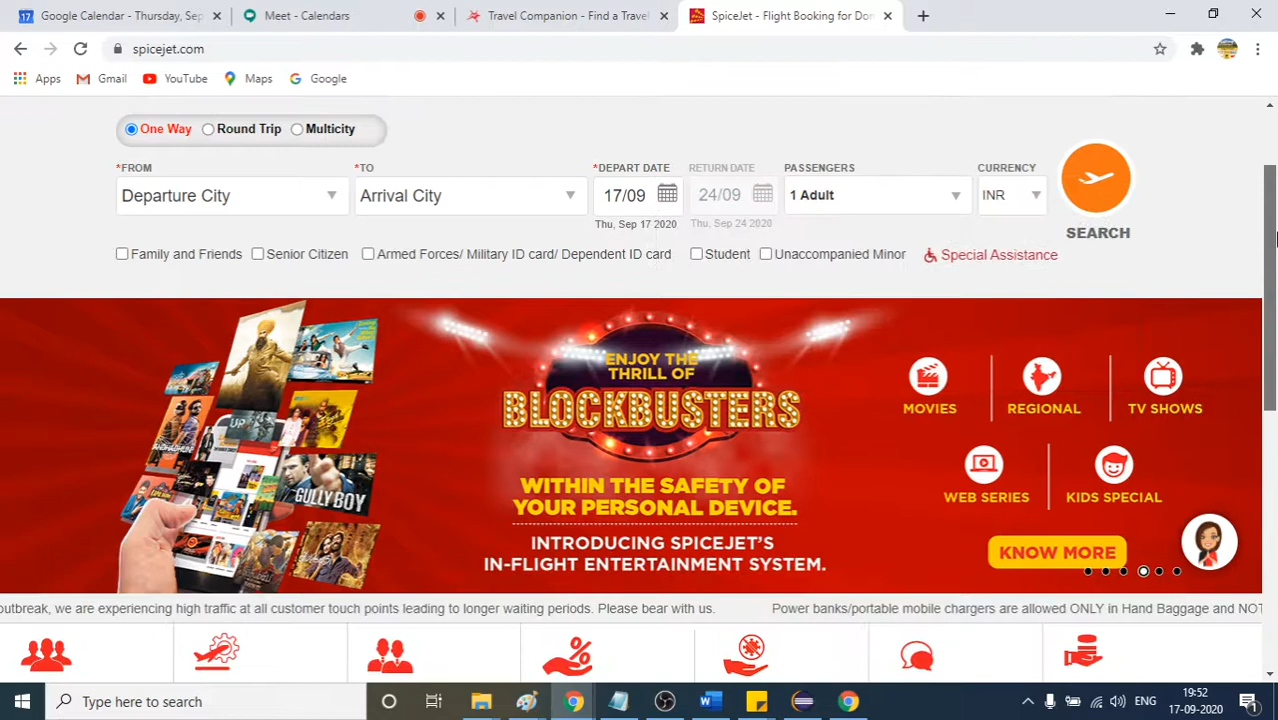 Google Calendar - Thursday, Sep
Meet - Calendars
Travel Companion - Find a Travel
SpiceJet - Flight Booking for Dom
spicejet.com
Apps
Gmail
YouTube
Maps
Google
One Way
Round Trip
Multicity
*FROM
*TO
*DEPART DATE
RETURN DATE
PASSENGERS
CURRENCY
Departure City
Arrival City
17/09
24/09
1 Adult
INR
Thu, Sep 17 2020
Thu, Sep 24 2020
SEARCH
Family and Friends
Senior Citizen
Armed Forces/ Military ID card/ Dependent ID card
Student
Unaccompanied Minor
Special Assistance
ENJOY THE
THRILL OF
BLOCKBUSTERS
WITHIN THE SAFETY OF
YOUR PERSONAL DEVICE.
INTRODUCING SPICEJET'S
IN-FLIGHT ENTERTAINMENT SYSTEM.
UP
ANDHADHUN
GULLY BOY
MOVIES
REGIONAL
TV SHOWS
WEB SERIES
KIDS SPECIAL
KNOW MORE
outbreak, we are experiencing high traffic at all customer touch points leading to longer waiting periods. Please bear with us.
Power banks/portable mobile chargers are allowed ONLY in Hand Baggage and NOT
Type here to search
ENG
19:52
17-09-2020